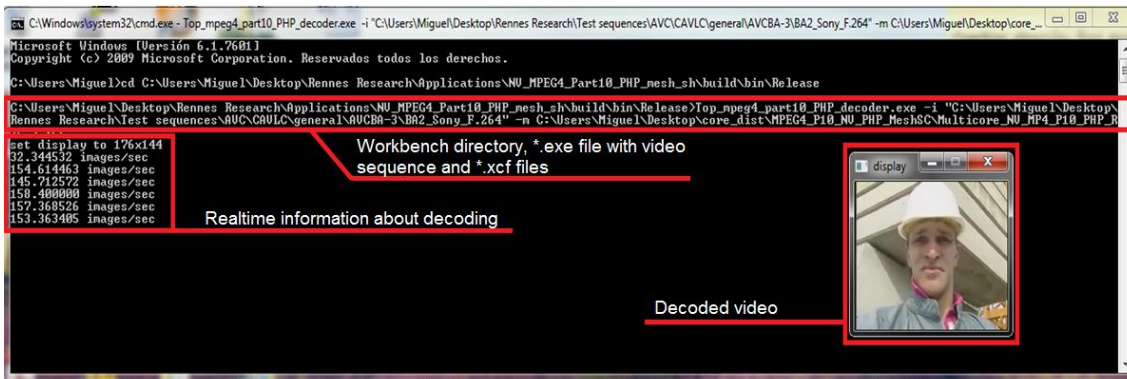 C:\Windows\system32\cmd.exe - Top_mpeg4_part10_PHP_decoder.exe -i "C:\Users\Miguel\Desktop\Rennes Research\Test sequences\AVC\CAVLC\general\AVCBA-3\BA2_Sony_F.264" -m C:\Users\Miguel\Desktop\core_...
Microsoft Windows [Versión 6.1.7601]
Copyright (c) 2009 Microsoft Corporation. Reservados todos los derechos.
C:\Users\Miguel>cd C:\Users\Miguel\Desktop\Rennes Research\Applications\NV_MPEG4_Part10_PHP_mesh_sh\build\bin\Release
C:\Users\Miguel\Desktop\Rennes Research\Applications\NV_MPEG4_Part10_PHP_mesh_sh\build\bin\Release>Top_mpeg4_part10_PHP_decoder.exe -i "C:\Users\Miguel\Desktop\
Rennes Research\Test sequences\AVC\CAVLC\general\AVCBA-3\BA2_Sony_F.264" -m C:\Users\Miguel\Desktop\core_dist\MPEG4_P10_NV_PHP_MeshSC\Multicore_NV_MP4_P10_PHP_R
set display to 176x144
32.344532 images/sec
154.614463 images/sec
145.712572 images/sec
158.400000 images/sec
157.368526 images/sec
153.363405 images/sec
Workbench directory, *.exe file with video
sequence and *.xcf files
Realtime information about decoding
display
Decoded video